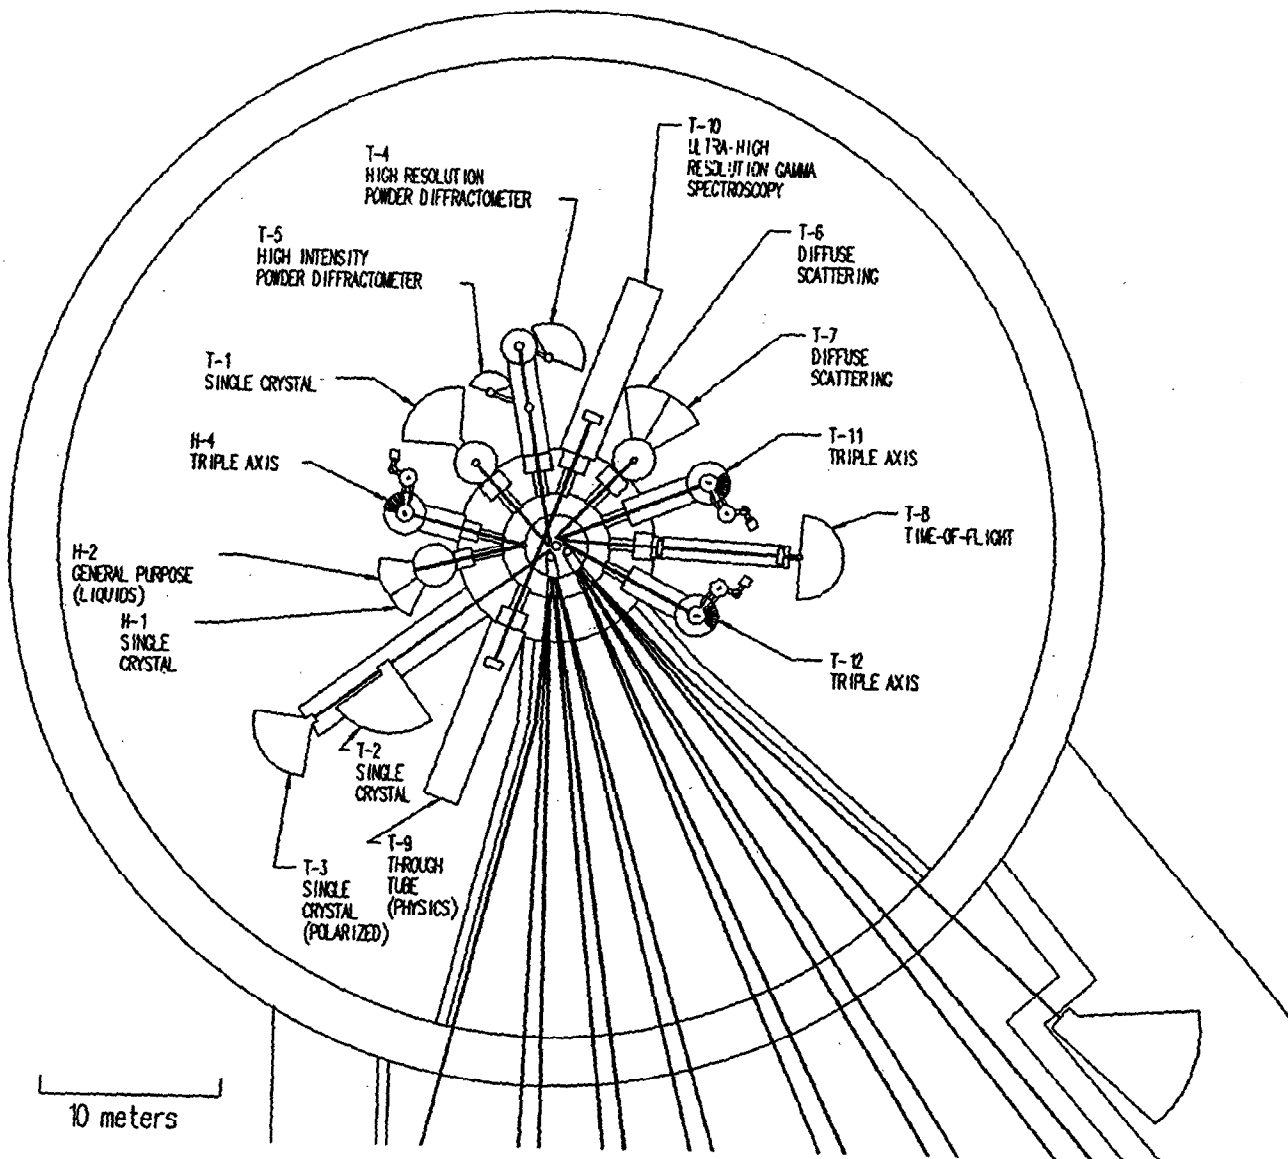 T-10
ULTRA-HIGH
RESOLUTION GAMMA
SPECTROSCOPY
T-4
HIGH RESOLUTION
POWDER DIFFRACTOMETER
T-5
HIGH INTENSITY
POWDER DIFFRACTOMETER
T-6
DIFFUSE
SCATTERING
T-7
DIFFUSE
SCATTERING
T-1
SINGLE CRYSTAL
H-4
TRIPLE AXIS
T-11
TRIPLE AXIS
T-8
TIME-OF-FLIGHT
H-2
GENERAL PURPOSE
(LIQUIDS)
H-1
SINGLE
CRYSTAL
T-12
TRIPLE AXIS
T-2
SINGLE
CRYSTAL
T-9
THROUGH
TUBE
(PHYSICS)
T-3
SINGLE
CRYSTAL
(POLARIZED)
10 meters